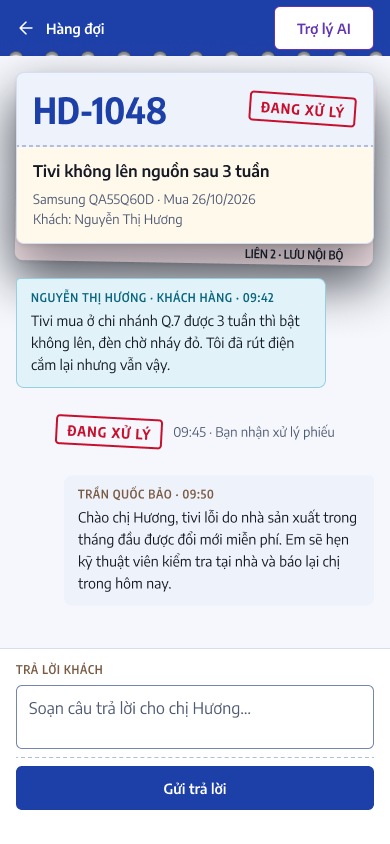 Hàng đợi
Trợ lý AI
HD-1048
ĐANG XỬ LÝ
Tivi không lên nguồn sau 3 tuần
Samsung QA55Q60D · Mua 26/10/2026
Khách: Nguyễn Thị Hương
LIÊN 2 · LƯU NỘI BỘ
NGUYỄN THỊ HƯƠNG · KHÁCH HÀNG · 09:42
Tivi mua ở chi nhánh Q.7 được 3 tuần thì bật
không lên, đèn chờ nháy đỏ. Tôi đã rút điện
cắm lại nhưng vẫn vậy.
ĐANG XỬ LÝ
09:45 · Bạn nhận xử lý phiếu
TRẦN QUỐC BẢO · 09:50
Chào chị Hương, tivi lỗi do nhà sản xuất trong
tháng đầu được đổi mới miễn phí. Em sẽ hẹn
kỹ thuật viên kiểm tra tại nhà và báo lại chị
trong hôm nay.
TRẢ LỜI KHÁCH
Soạn câu trả lời cho chị Hương...
Gửi trả lời